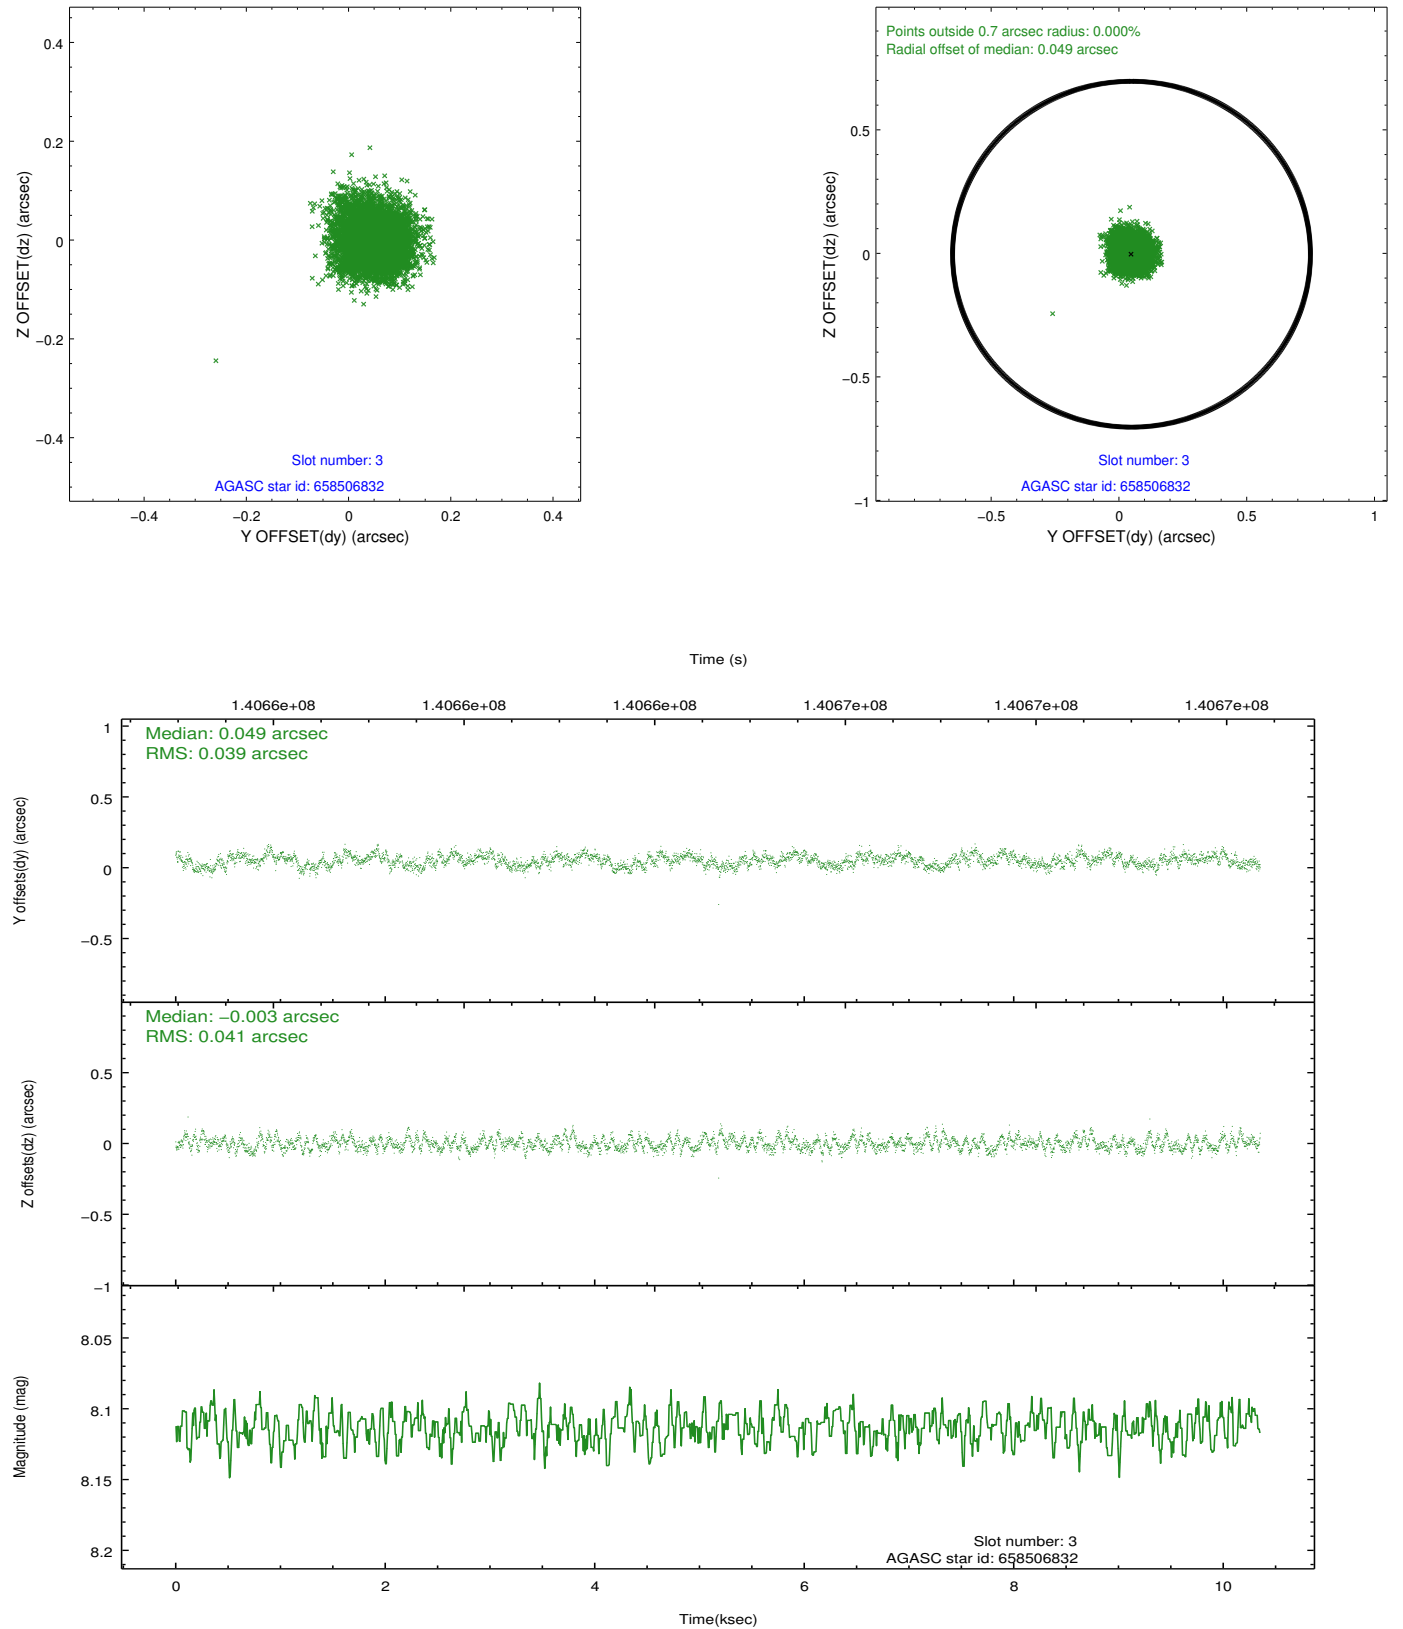 0.4
0.2
0
−0.2
−0.4
Z OFFSET(dz) (arcsec)
Slot number: 3
AGASC star id: 658506832
−0.4 −0.2 0 0.2 0.4
Y OFFSET(dy) (arcsec)
Points outside 0.7 arcsec radius: 0.000%
Radial offset of median: 0.049 arcsec
0.5
0
−0.5
−1
Z OFFSET(dz) (arcsec)
Slot number: 3
AGASC star id: 658506832
−0.5 0 0.5 1
Y OFFSET(dy) (arcsec)
Time (s)
1.4066e+08 1.4066e+08 1.4066e+08 1.4067e+08 1.4067e+08 1.4067e+08
Median: 0.049 arcsec
RMS: 0.039 arcsec
1
0.5
0
−0.5
Y offsets(dy) (arcsec)
Median: −0.003 arcsec
RMS: 0.041 arcsec
0.5
0
−0.5
−1
Z offsets(dz) (arcsec)
8.05
8.1
8.15
8.2
Magnitude (mag)
Slot number: 3
AGASC star id: 658506832
0 2 4 6 8 10
Time(ksec)